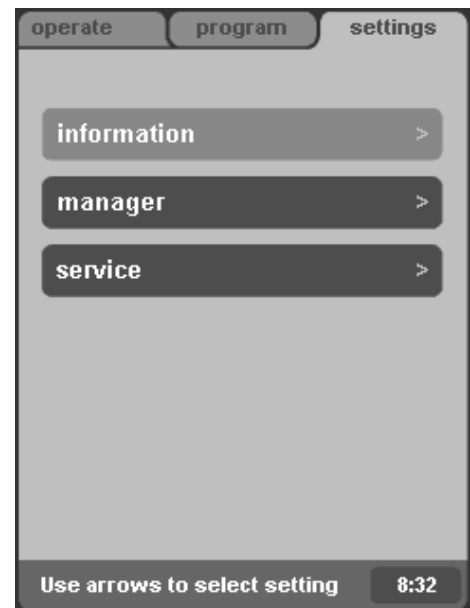 operate program settings
information >
manager >
service >
Use arrows to select setting 8:32